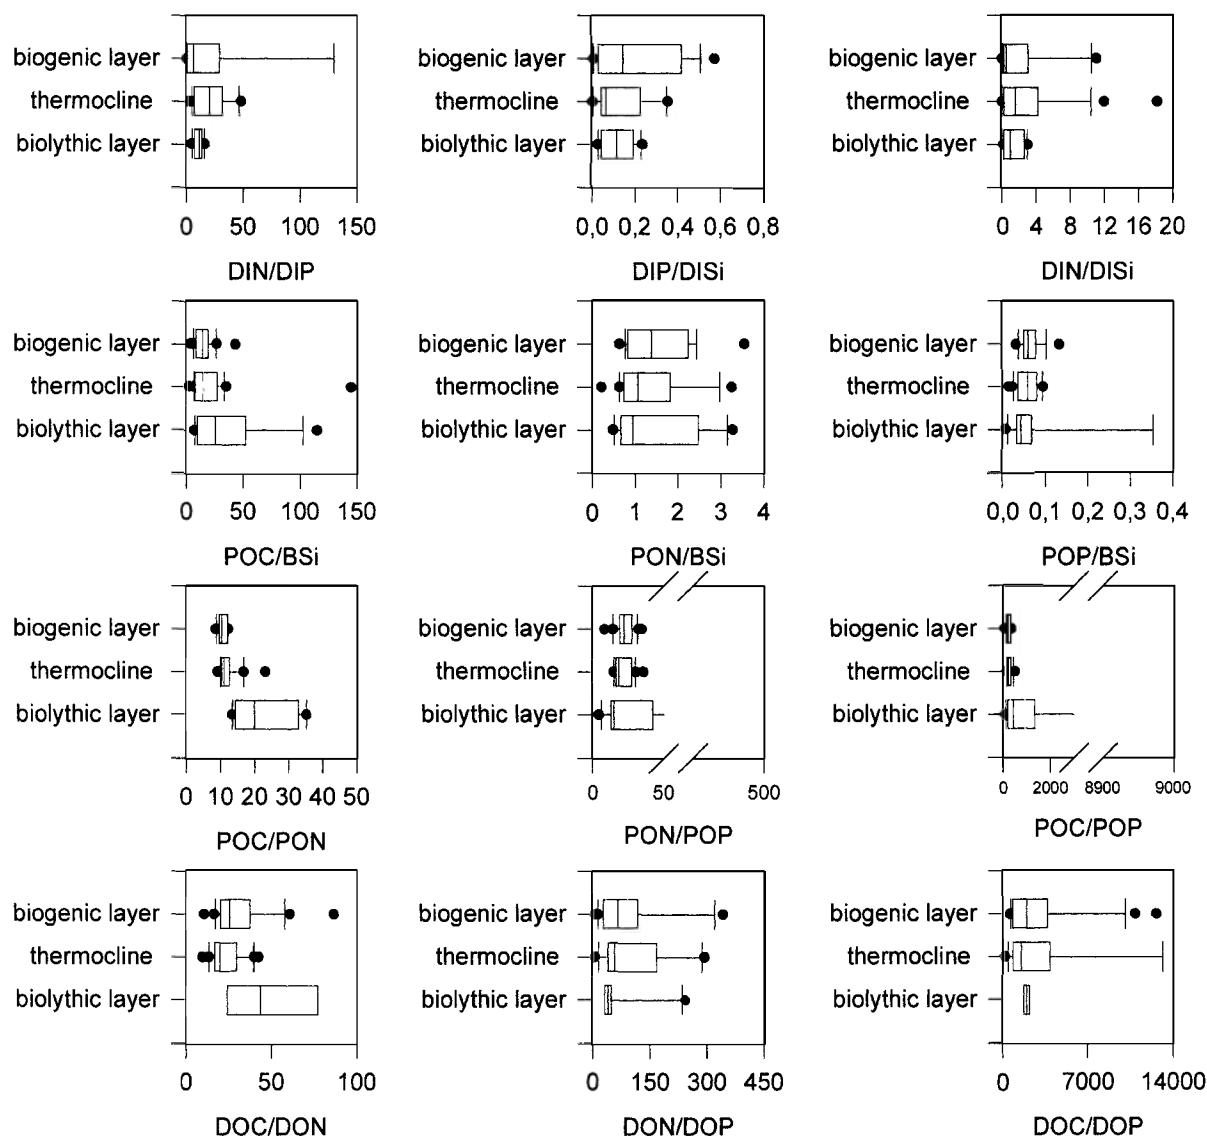 biogenic layer
thermocline
biolythic layer
0 50 100 150
DIN/DIP
biogenic layer
thermocline
biolythic layer
0,0 0,2 0,4 0,6 0,8
DIP/DISi
biogenic layer
thermocline
biolythic layer
0 4 8 12 16 20
DIN/DISi
biogenic layer
thermocline
biolythic layer
0 50 100 150
POC/BSi
biogenic layer
thermocline
biolythic layer
0 1 2 3 4
PON/BSi
biogenic layer
thermocline
biolythic layer
0,0 0,1 0,2 0,3 0,4
POP/BSi
biogenic layer
thermocline
biolythic layer
0 10 20 30 40 50
POC/PON
biogenic layer
thermocline
biolythic layer
0 50 500
PON/POP
biogenic layer
thermocline
biolythic layer
0 2000 8900 9000
POC/POP
biogenic layer
thermocline
biolythic layer
0 50 100
DOC/DON
biogenic layer
thermocline
biolythic layer
0 150 300 450
DON/DOP
biogenic layer
thermocline
biolythic layer
0 7000 14000
DOC/DOP